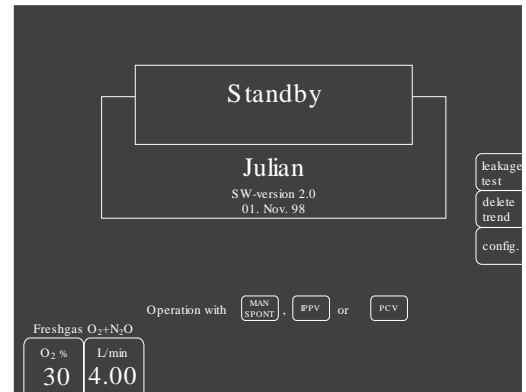 Standby
Julian
SW-version 2.0
01. Nov. 98
leakage
test
delete
trend
config.
Operation with MAN SPONT , IPPV or PCV
Freshgas O₂+N₂O
O₂ % L/min
30 4.00